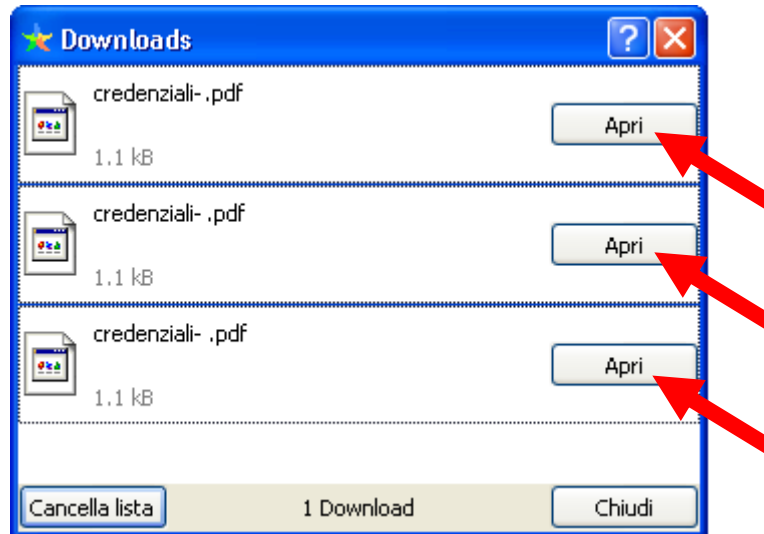 Downloads
credenziali- .pdf
Apri
1.1 kB
credenziali- .pdf
Apri
1.1 kB
credenziali- .pdf
Apri
1.1 kB
Cancella lista 1 Download Chiudi